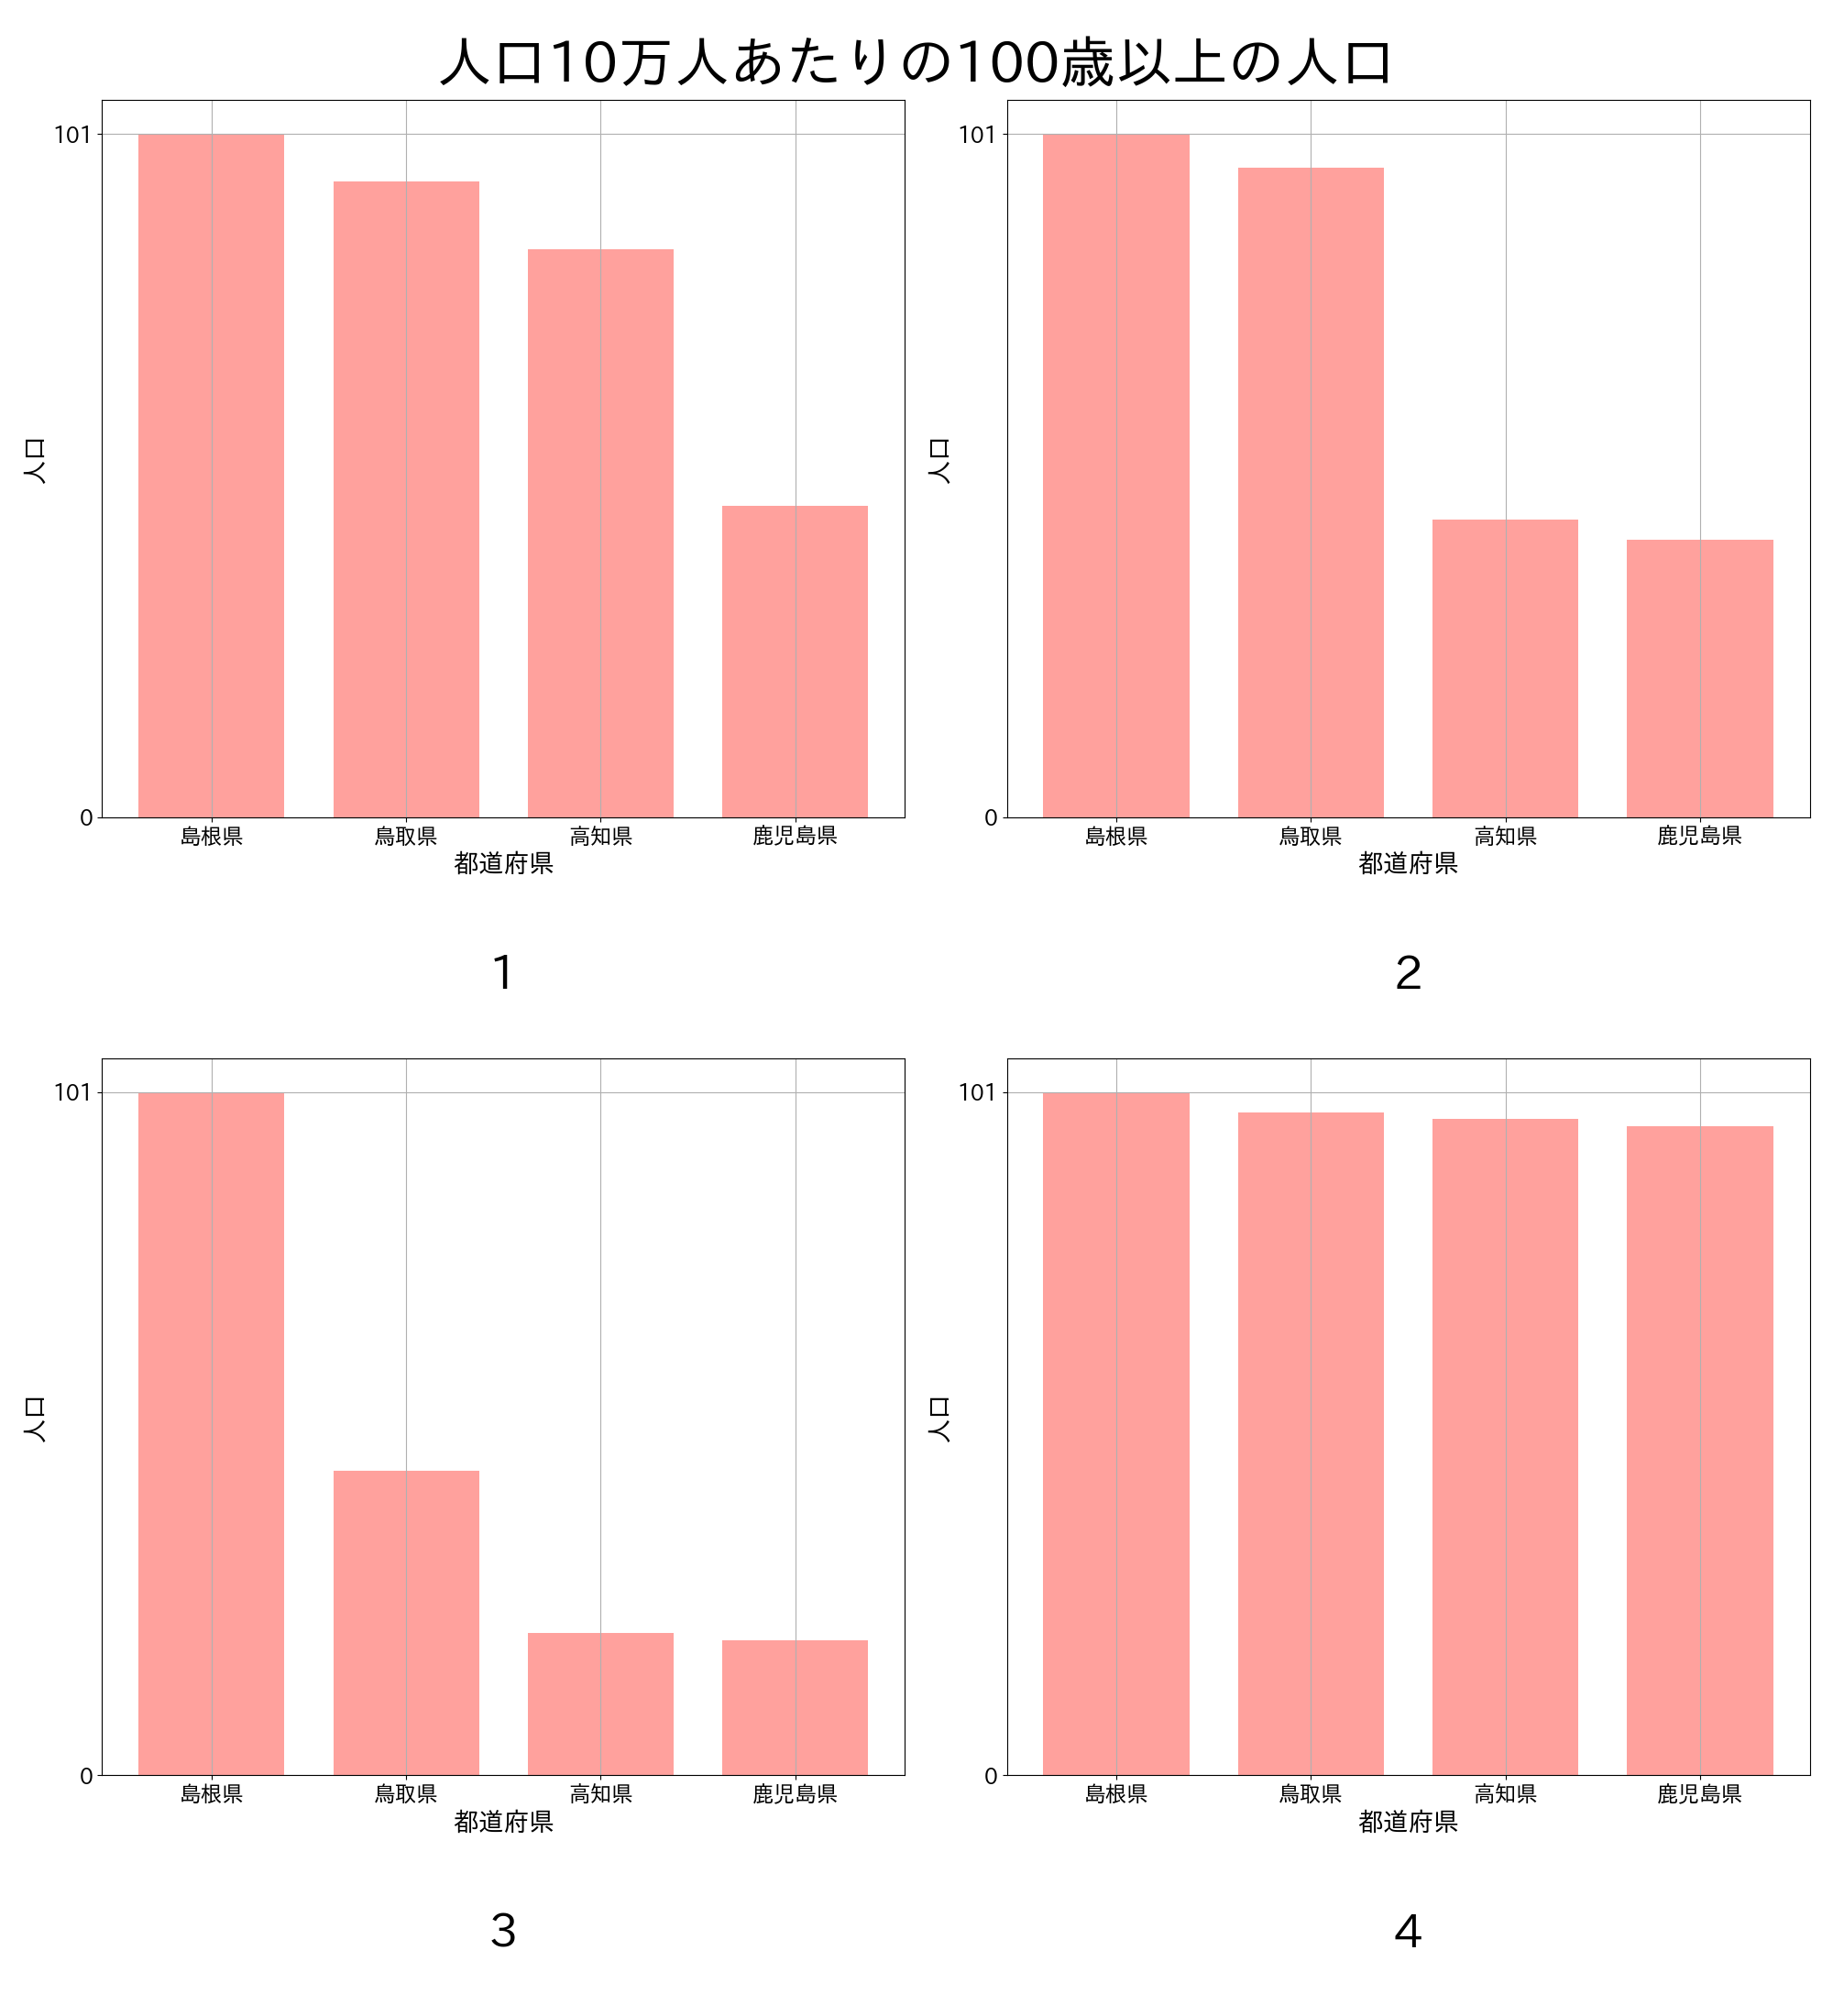 人口10万人あたりの100歳以上の人口
101
0
人口
島根県 鳥取県 高知県 鹿児島県
都道府県
1
101
0
人口
島根県 鳥取県 高知県 鹿児島県
都道府県
2
101
0
人口
島根県 鳥取県 高知県 鹿児島県
都道府県
3
101
0
人口
島根県 鳥取県 高知県 鹿児島県
都道府県
4